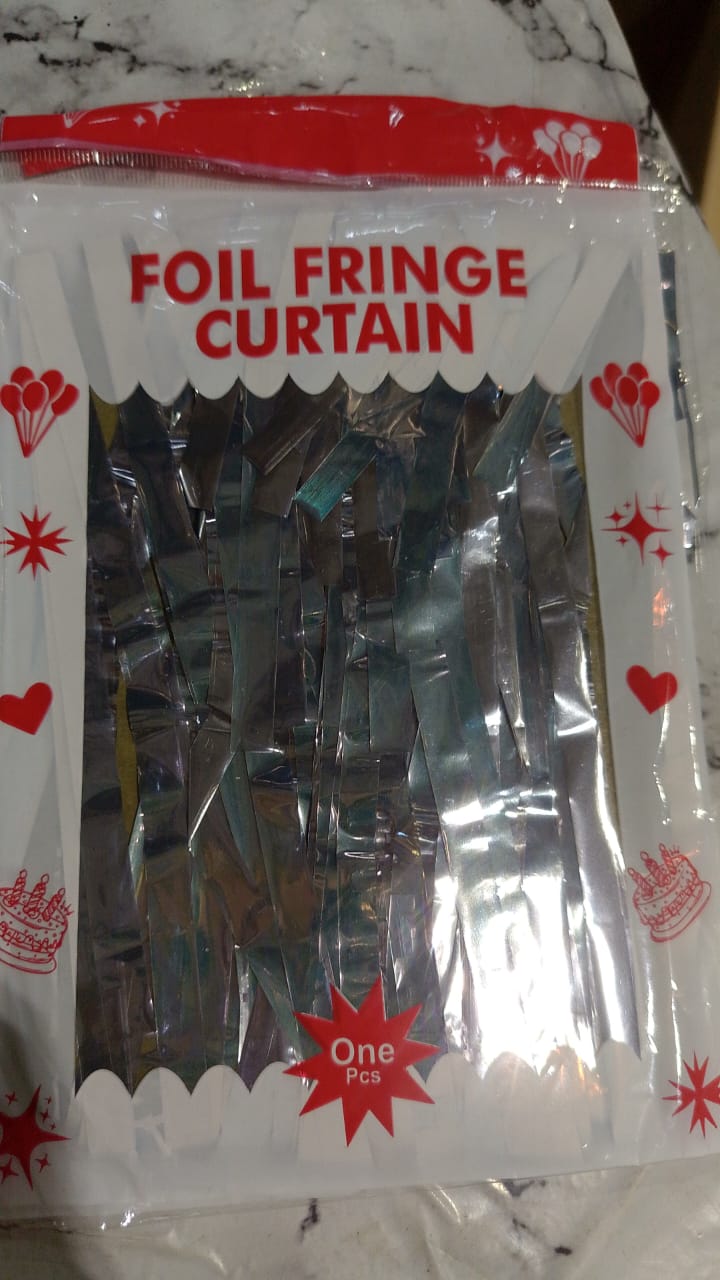 FOIL FRINGE
CURTAIN
One
Pcs